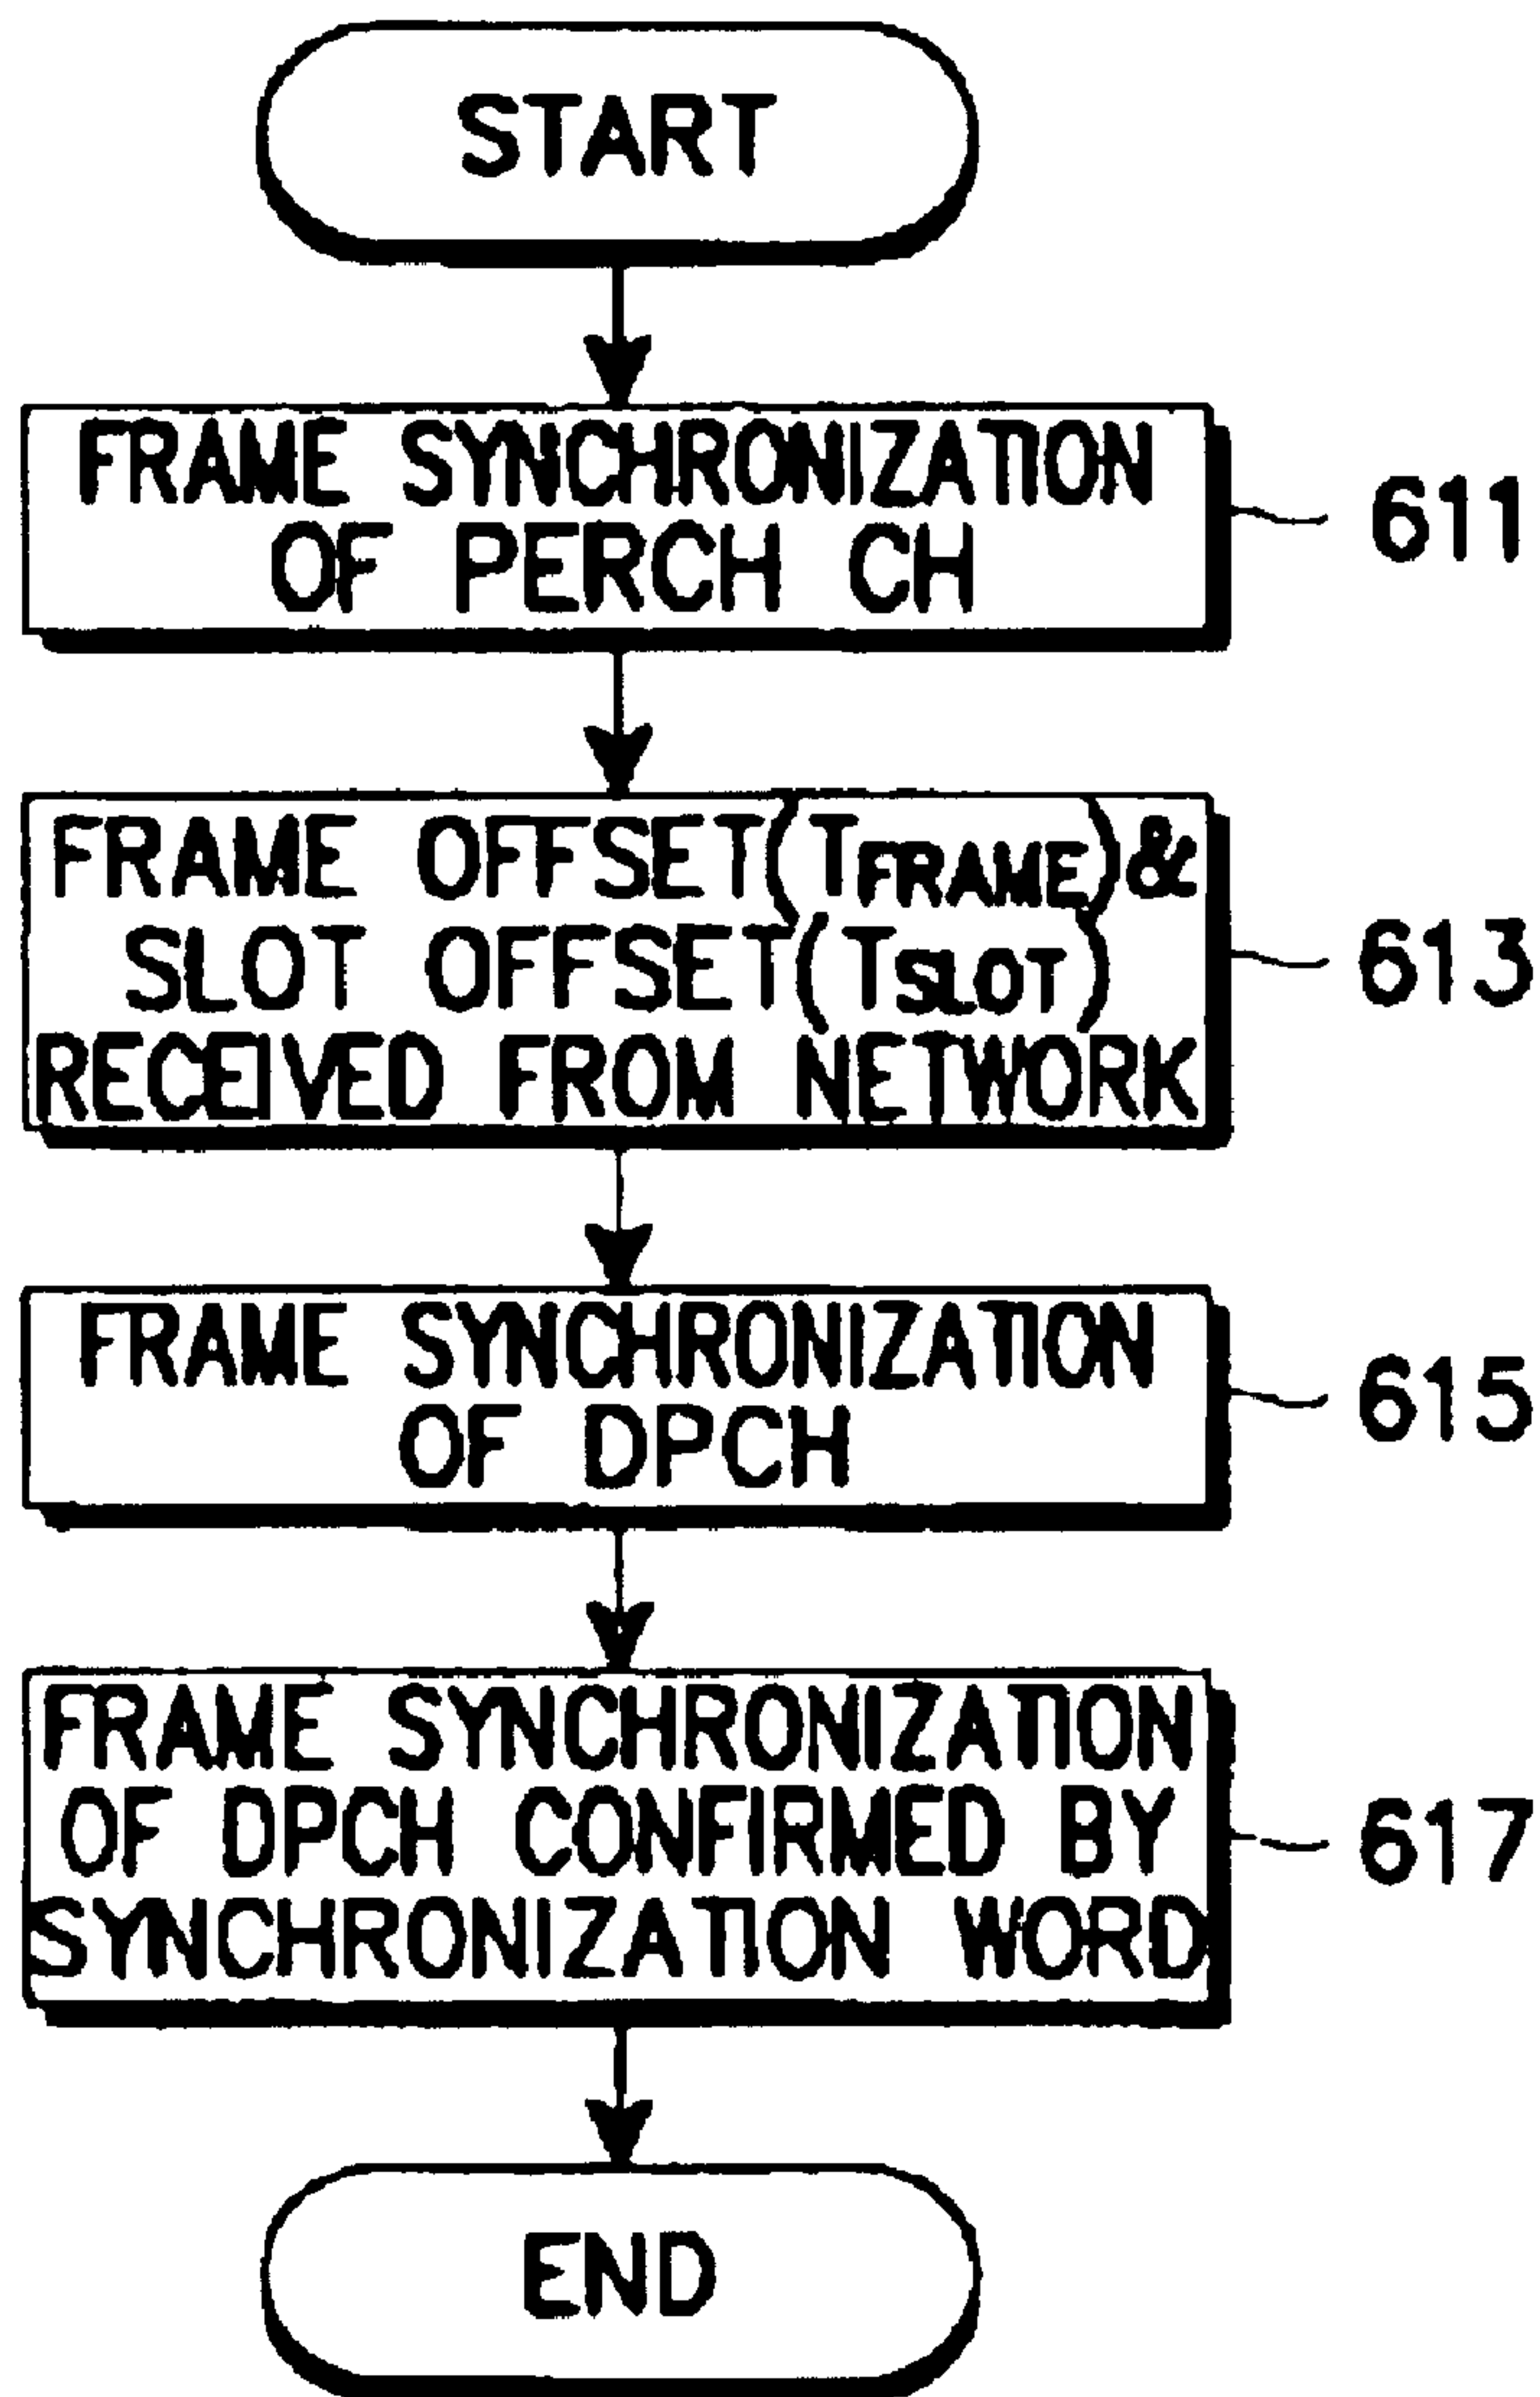 START
FRAME SYNCHRONIZATION
OF PERCH CH
611
FRAME OFFSET(TFRAME)&
SLOT OFFSET(TSLOT)
RECEIVED FROM NETWORK
613
FRAME SYNCHRONIZATION
OF DPCH
615
FRAME SYNCHRONIZATION
OF DPCH CONFIRMED BY
SYNCHRONIZATION WORD
617
END